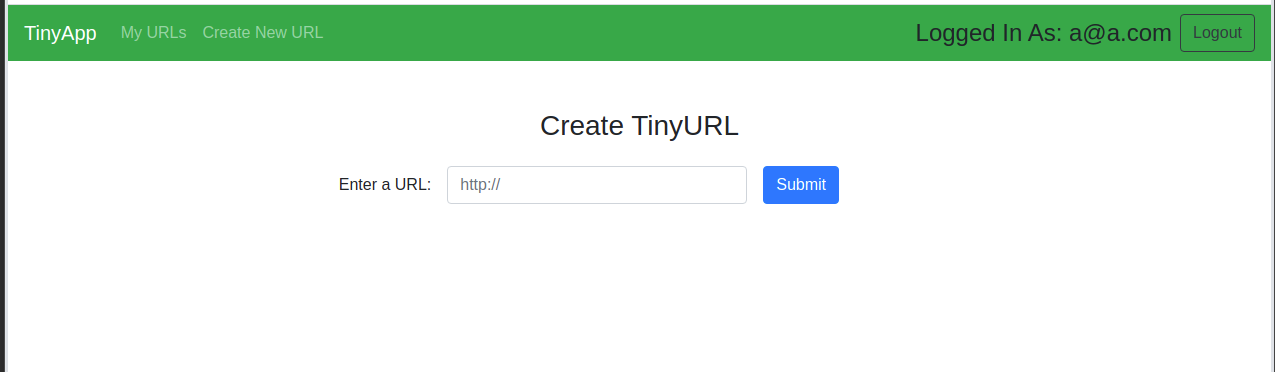 TinyApp My URLs Create New URL Logged In As: a@a.com Logout
Create TinyURL
Enter a URL: http:// Submit